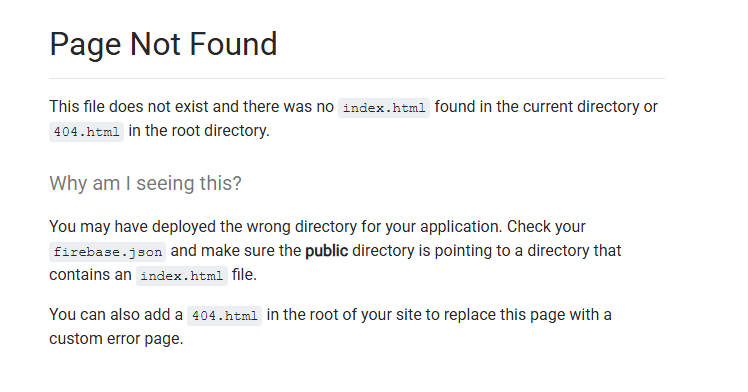 Page Not Found
This file does not exist and there was no index.html found in the current directory or
404.html in the root directory.
Why am I seeing this?
You may have deployed the wrong directory for your application. Check your
firebase.json and make sure the public directory is pointing to a directory that
contains an index.html file.
You can also add a 404.html in the root of your site to replace this page with a
custom error page.